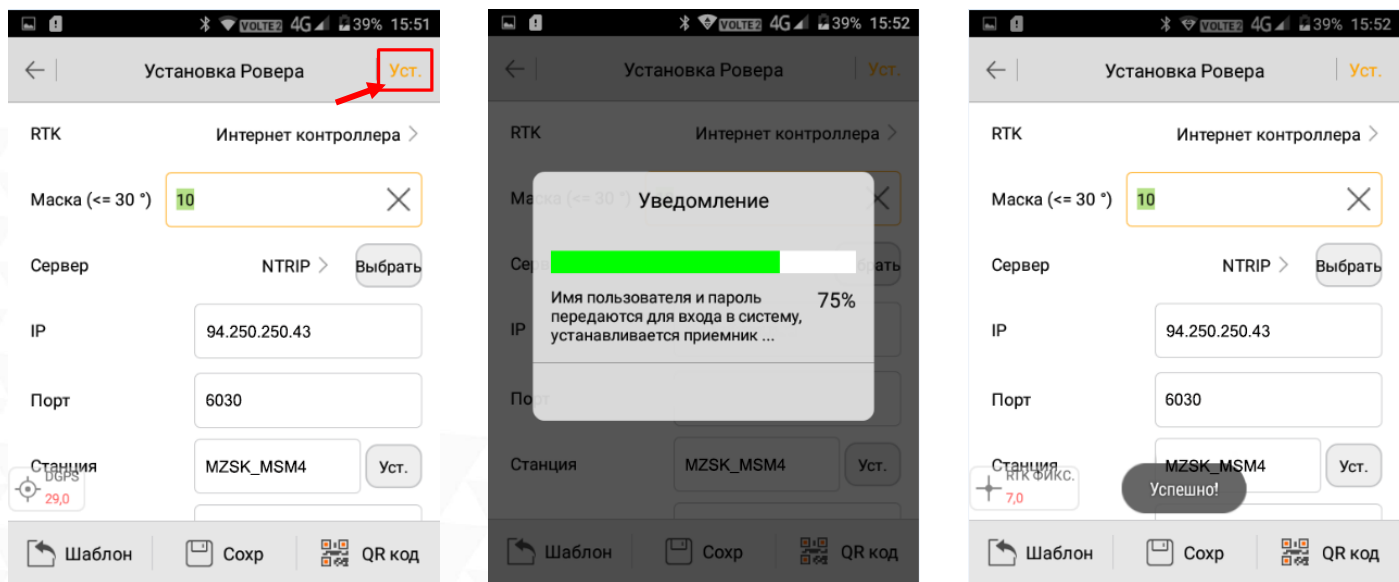 VOLTE2 4G 39% 15:51
Установка Ровера Уст.
RTK Интернет контроллера
Маска (<= 30 °) 10
Сервер NTRIP Выбрать
IP 94.250.250.43
Порт 6030
Станция MZSK_MSM4 Уст.
DGPS
29,0
Шаблон Сохр QR код
VOLTE2 4G 39% 15:52
Установка Ровера Уст.
RTK Интернет контроллера
Маска (<= 30 °)
Уведомление
Имя пользователя и пароль
передаются для входа в систему,
устанавливается приемник ...
75%
IP
Станция MZSK_MSM4 Уст.
Шаблон Сохр QR код
VOLTE2 4G 39% 15:52
Установка Ровера Уст.
RTK Интернет контроллера
Маска (<= 30 °) 10
Сервер NTRIP Выбрать
IP 94.250.250.43
Порт 6030
Станция MZSK_MSM4 Уст.
RTK ФИКС.
7,0
Успешно!
Шаблон Сохр QR код